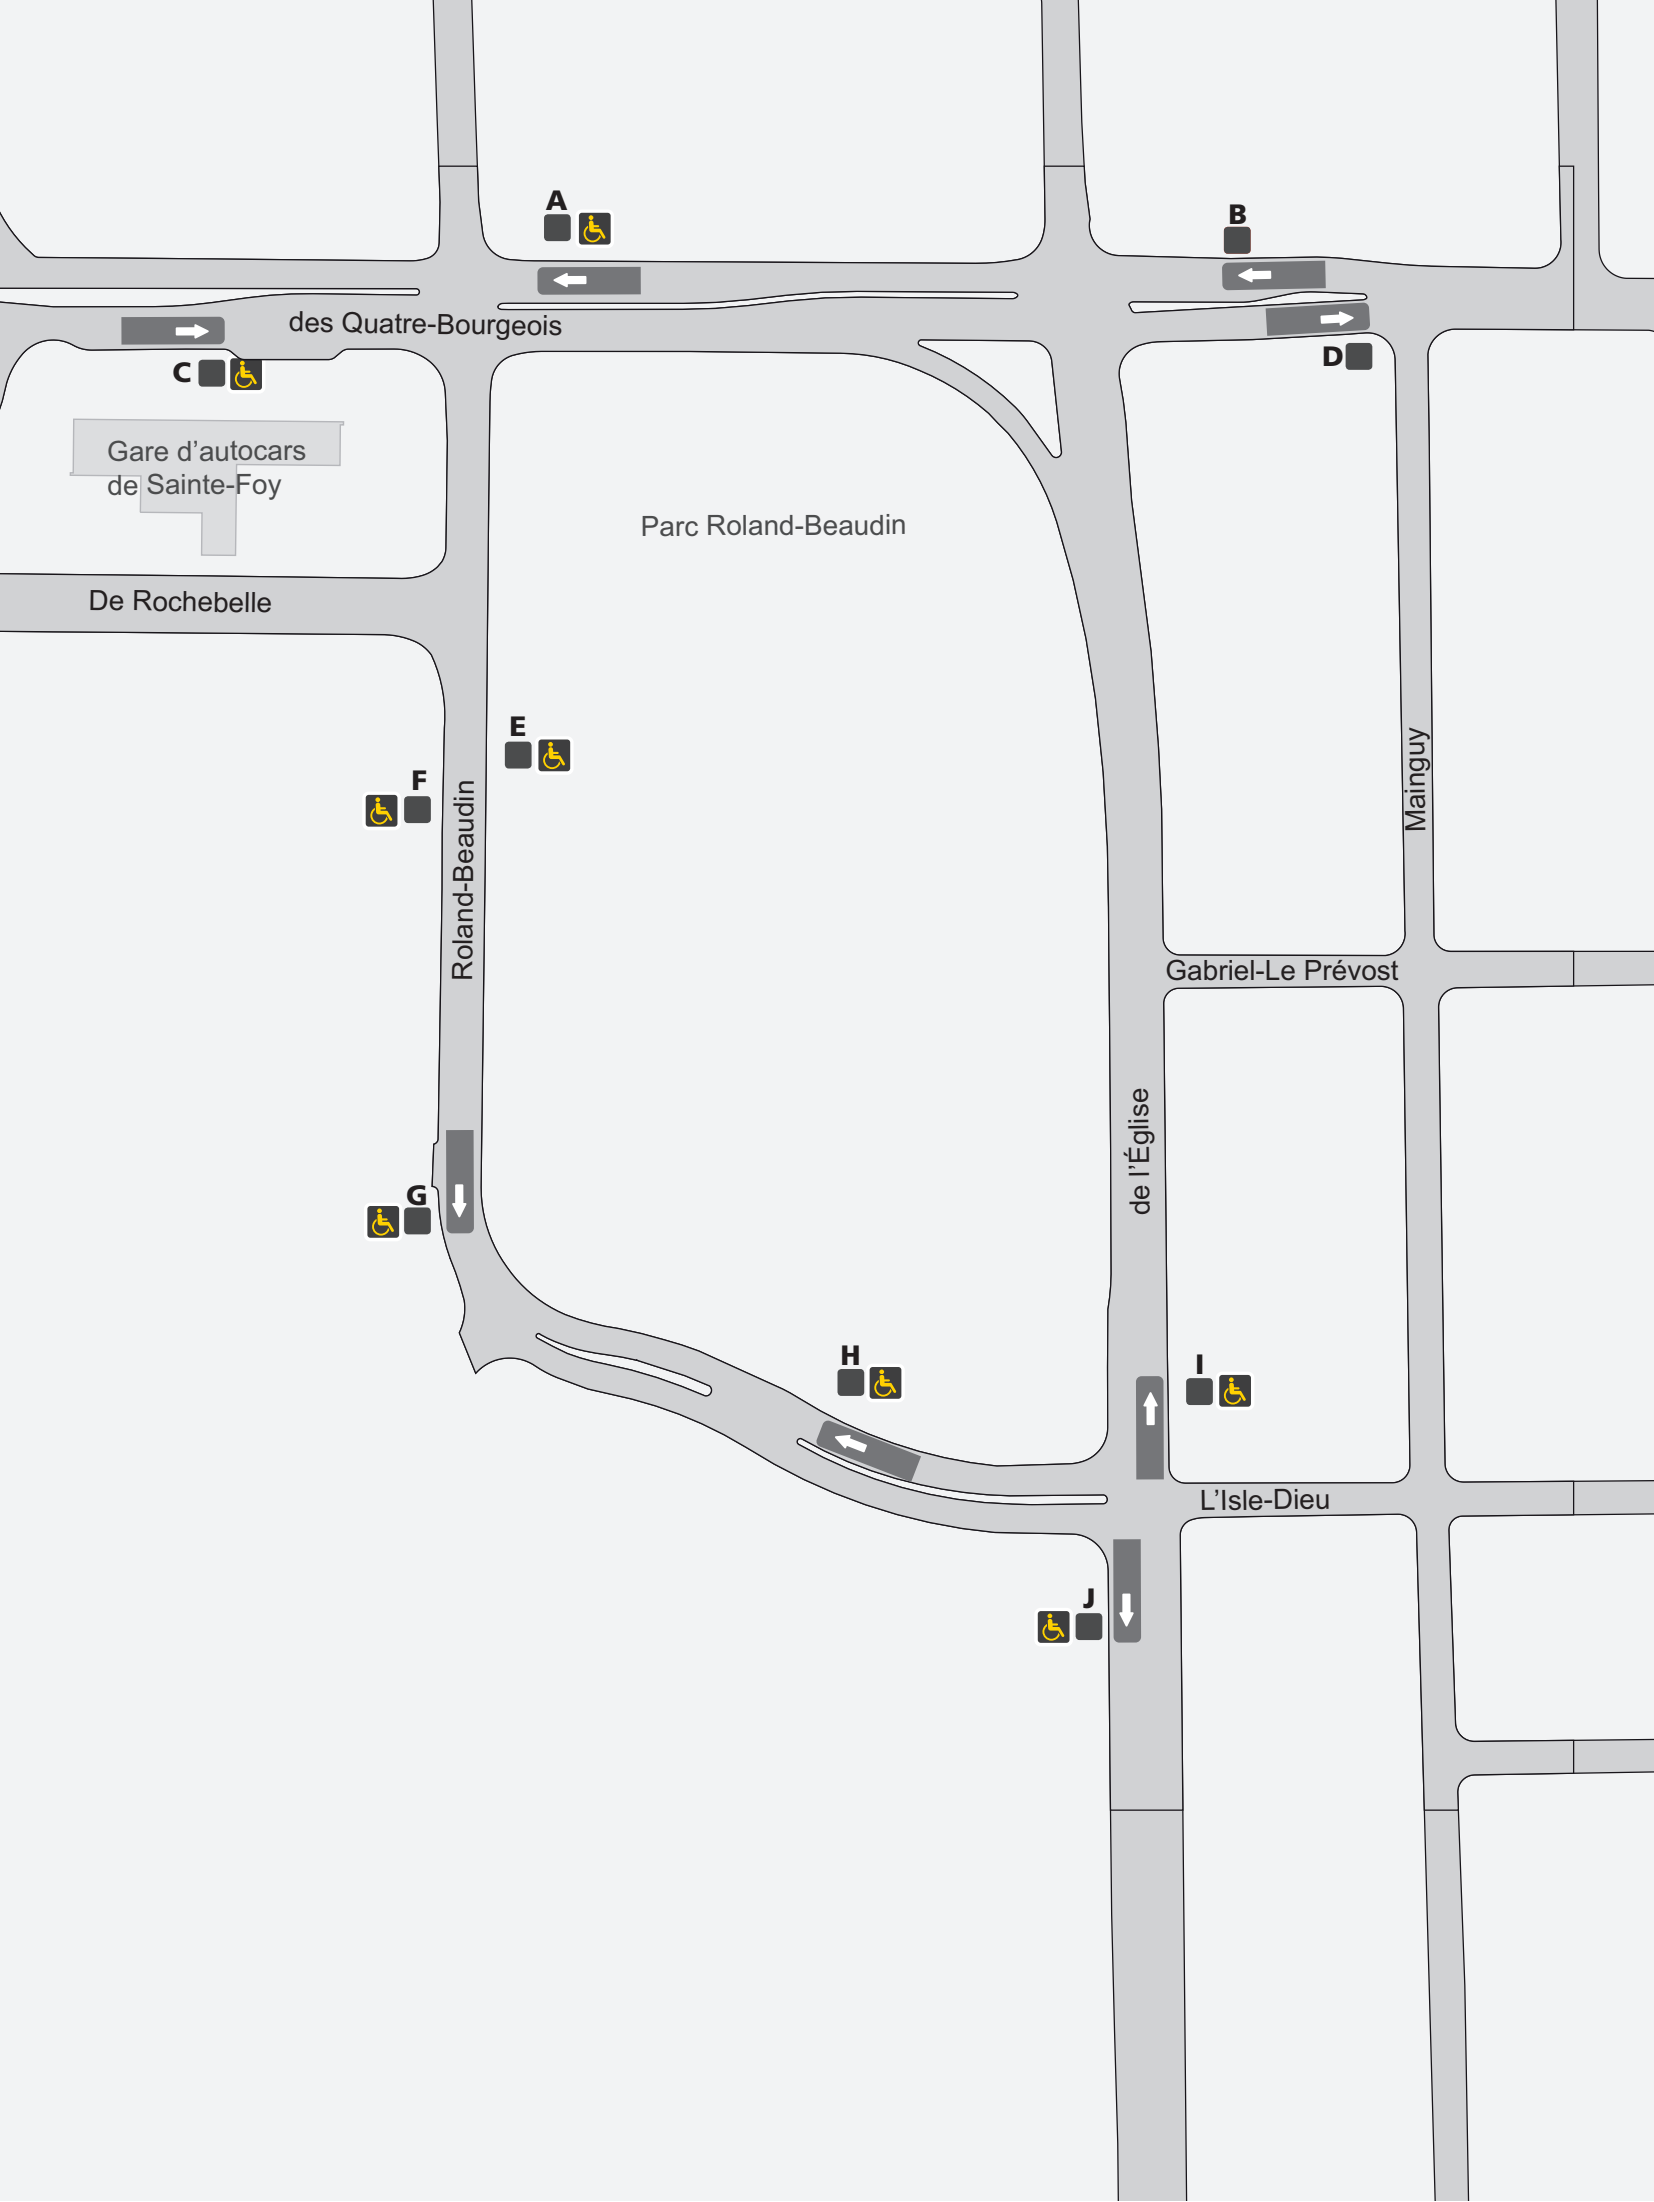 A
B
des Quatre-Bourgeois
C
D
Gare d'autocars
de Sainte-Foy
Parc Roland-Beaudin
De Rochebelle
E
F
Roland-Beaudin
Mainguy
Gabriel-Le Prévost
de l'Église
G
H
I
L'Isle-Dieu
J